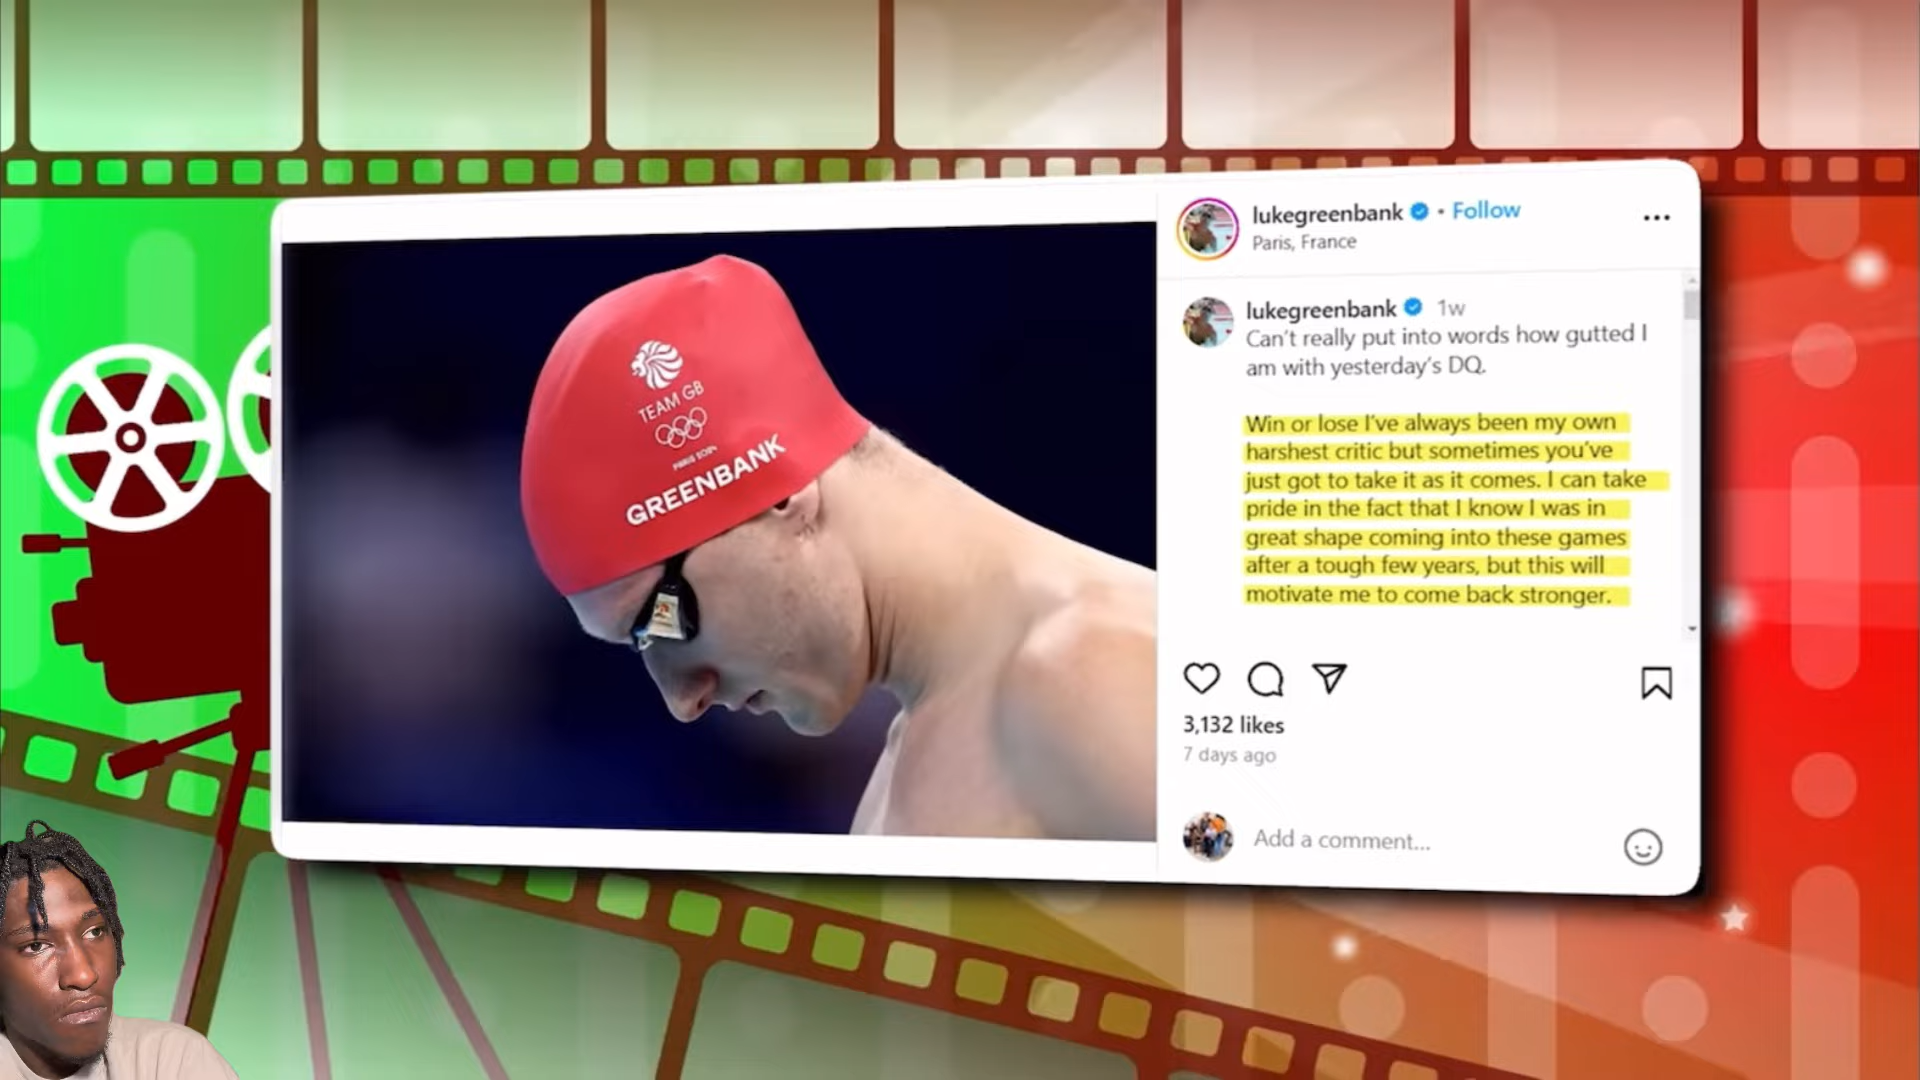 TEAM GB
PARIS 2024
GREENBANK
lukegreenbank • Follow
Paris, France
lukegreenbank 1w
Can't really put into words how gutted I
am with yesterday's DQ.
Win or lose I've always been my own
harshest critic but sometimes you've
just got to take it as it comes. I can take
pride in the fact that I know I was in
great shape coming into these games
after a tough few years, but this will
motivate me to come back stronger.
3,132 likes
7 days ago
Add a comment...